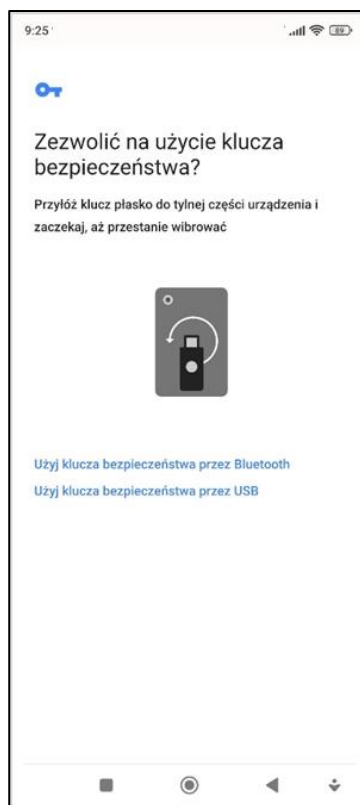 9:25
89
Zezwolić na użycie klucza
bezpieczeństwa?
Przyłóż klucz płasko do tylnej części urządzenia i
zaczekaj, aż przestanie wibrować
Użyj klucza bezpieczeństwa przez Bluetooth
Użyj klucza bezpieczeństwa przez USB